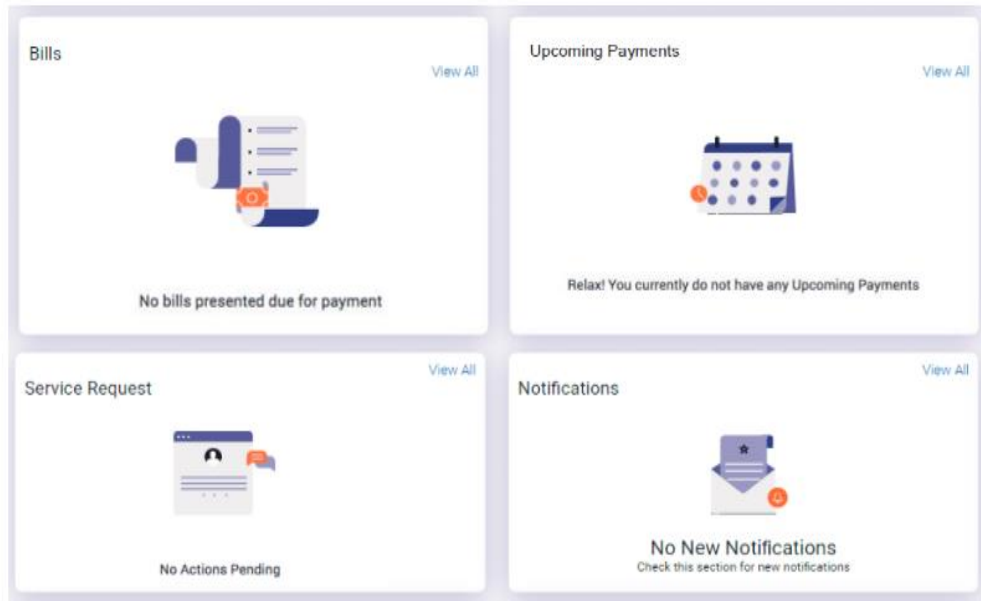 Bills
View All
No bills presented due for payment
Upcoming Payments
View All
Relax! You currently do not have any Upcoming Payments
Service Request
View All
No Actions Pending
Notifications
View All
No New Notifications
Check this section for new notifications